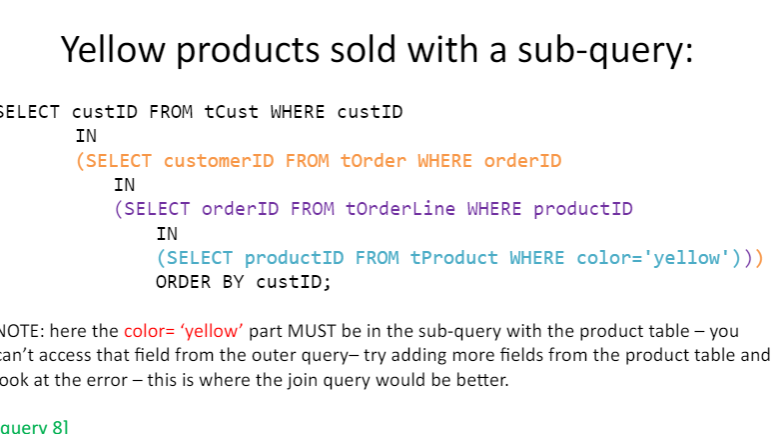 Yellow products sold with a sub-query:
SELECT custID FROM tCust WHERE custID
IN
(SELECT customerID FROM tOrder WHERE orderID
IN
(SELECT orderID FROM tOrderLine WHERE productID
IN
(SELECT productID FROM tProduct WHERE color='yellow')))
ORDER BY custID;
NOTE: here the color= ‘yellow’ part MUST be in the sub-query with the product table – you
can’t access that field from the outer query– try adding more fields from the product table and
look at the error – this is where the join query would be better.
query 8]